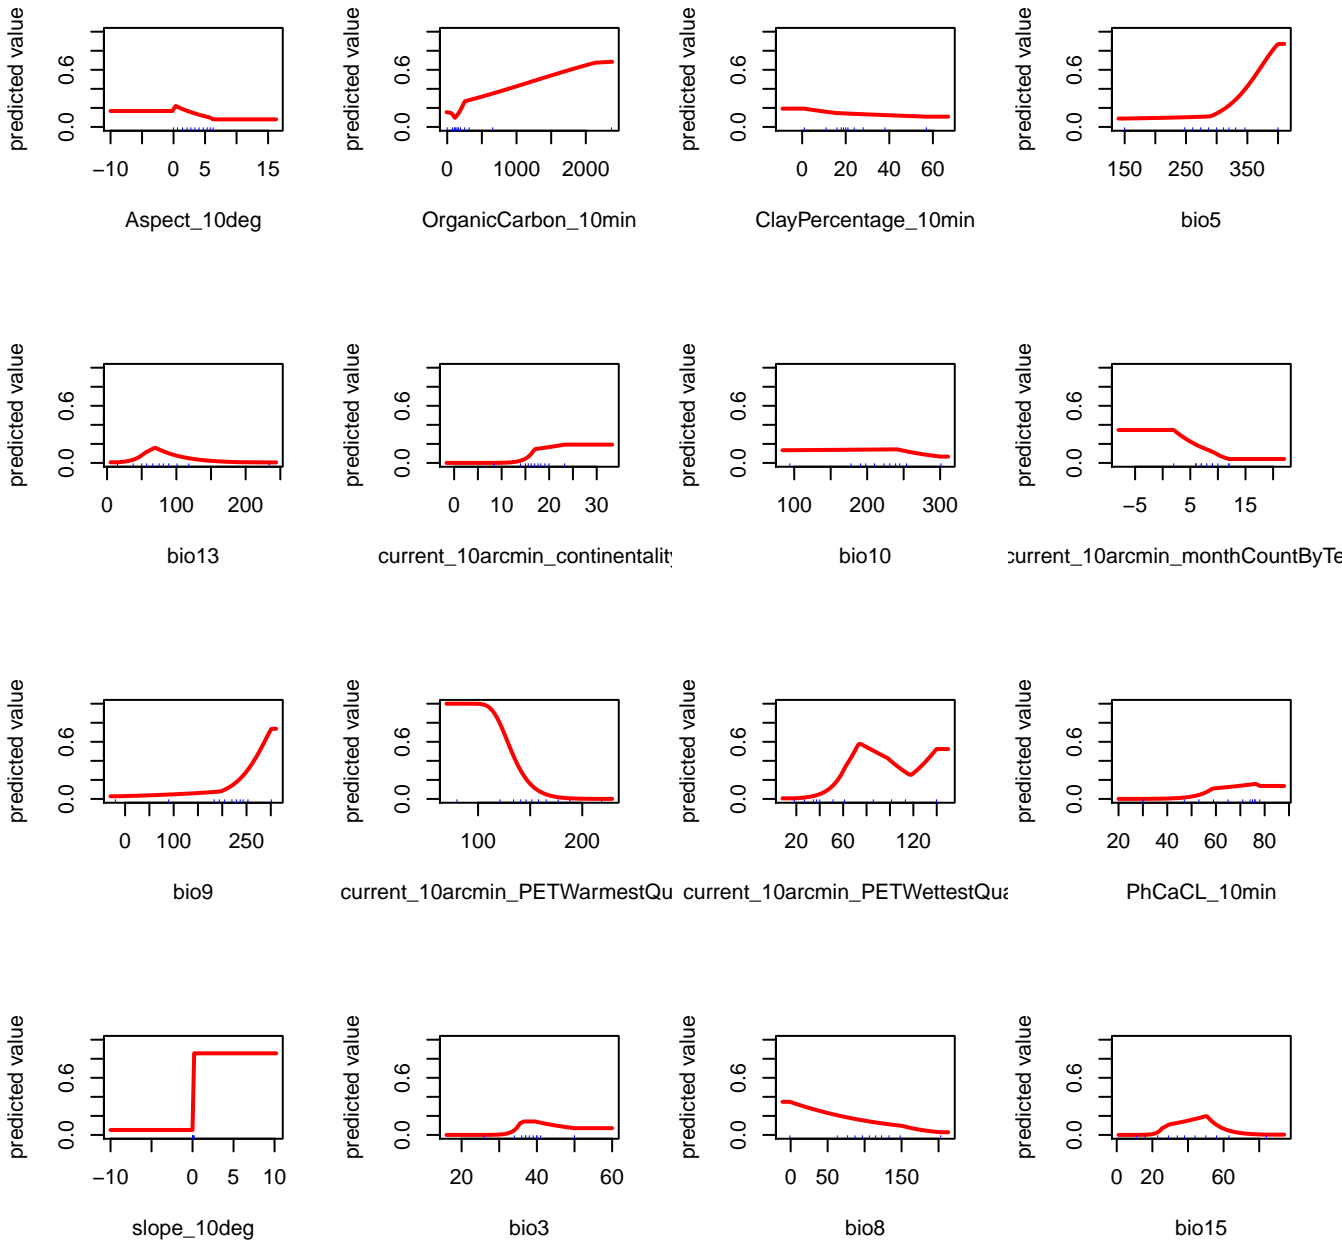 predicted value
0.0 0.6
−10 0 5 15
Aspect_10deg
predicted value
0.0 0.6
0 1000 2000
OrganicCarbon_10min
predicted value
0.0 0.6
0 20 40 60
ClayPercentage_10min
predicted value
0.0 0.6
150 250 350
bio5
predicted value
0.0 0.6
0 100 200
bio13
predicted value
0.0 0.6
0 10 20 30
current_10arcmin_continentality
predicted value
0.0 0.6
100 200 300
bio10
predicted value
0.0 0.6
−5 5 15
current_10arcmin_monthCountByTe
predicted value
0.0 0.6
0 100 250
bio9
predicted value
0.0 0.6
100 200
current_10arcmin_PETWarmestQu
predicted value
0.0 0.6
20 60 120
current_10arcmin_PETWettestQua
predicted value
0.0 0.6
20 40 60 80
PhCaCL_10min
predicted value
0.0 0.6
−10 0 5 10
slope_10deg
predicted value
0.0 0.6
20 40 60
bio3
predicted value
0.0 0.6
0 50 150
bio8
predicted value
0.0 0.6
0 20 60
bio15